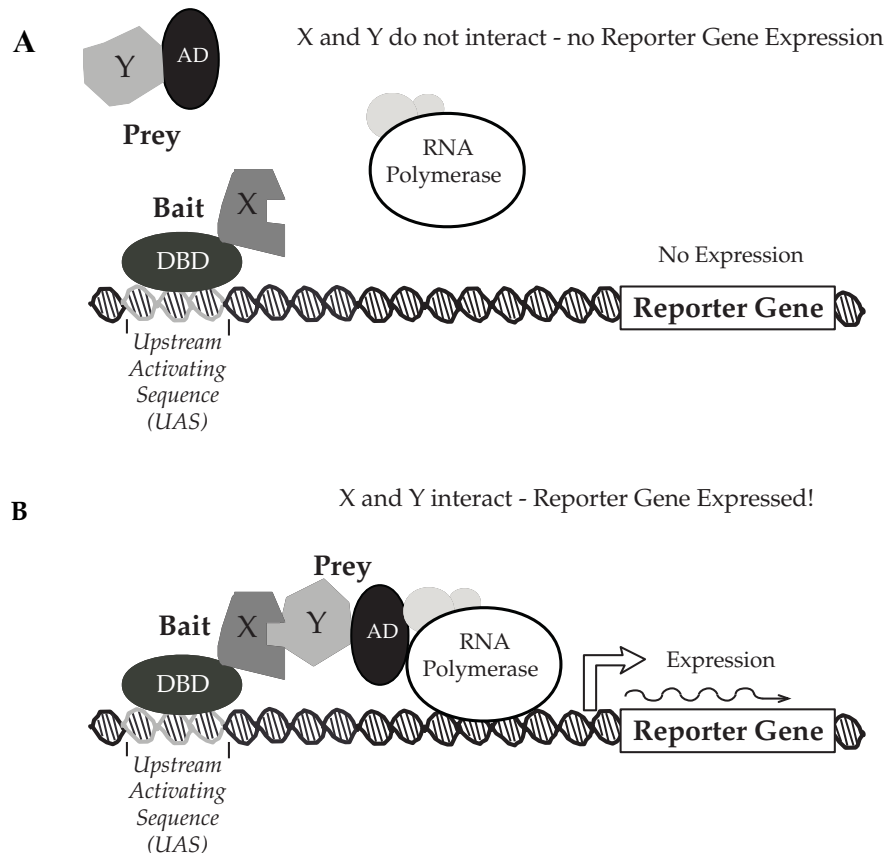 A
X and Y do not interact - no Reporter Gene Expression
Y
AD
Prey
RNA
Polymerase
Bait
X
DBD
No Expression
Reporter Gene
Upstream
Activating
Sequence
(UAS)
B
X and Y interact - Reporter Gene Expressed!
Prey
Bait
X
Y
AD
RNA
Polymerase
DBD
Expression
Reporter Gene
Upstream
Activating
Sequence
(UAS)